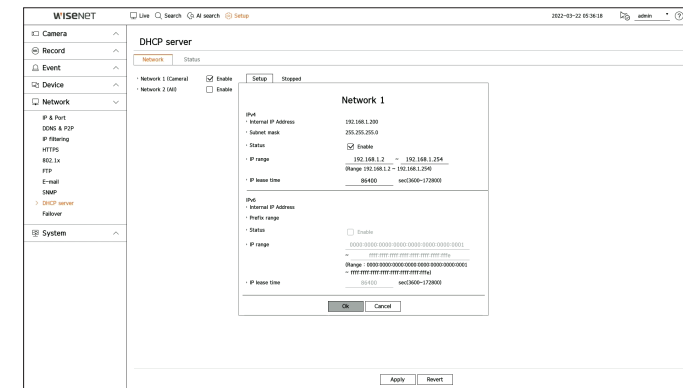 WISENET
Live Search AI search Setup 2022-03-22 05:36:18 admin ?
Camera
Record
Event
Device
Network
IP & Port
DDNS & P2P
IP filtering
HTTPS
802.1x
FTP
E-mail
SNMP
> DHCP server
Failover
System
DHCP server
Network Status
· Network 1 (Camera) Enable Setup Stopped
· Network 2 (All) Enable
Network 1
IPv4
· Internal IP Address 192.168.1.200
· Subnet mask 255.255.255.0
· Status Enable
· IP range 192.168.1.2 ~ 192.168.1.254
(Range 192.168.1.2 ~ 192.168.1.254)
· IP lease time 86400 sec(3600~172800)
IPv6
· Internal IP Address
· Prefix range
· Status Enable
· IP range 0000:0000:0000:0000:0000:0000:0000:0001
~ ffff:ffff:ffff:ffff:ffff:ffff:ffff:fffe
(Range : 0000:0000:0000:0000:0000:0000:0000:0001
~ ffff:ffff:ffff:ffff:ffff:ffff:ffff:fffe)
· IP lease time 86400 sec(3600~172800)
Ok Cancel
Apply Revert